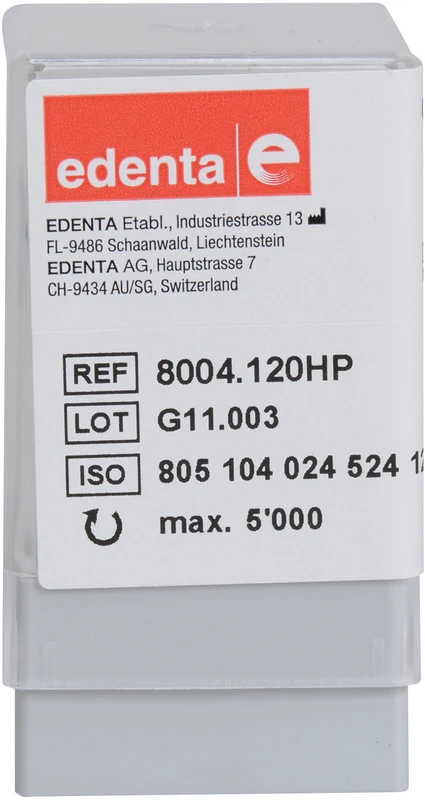 edenta e
EDENTA Etabl., Industriestrasse 13
FL-9486 Schaanwald, Liechtenstein
EDENTA AG, Hauptstrasse 7
CH-9434 AU/SG, Switzerland
REF 8004.120HP
LOT G11.003
ISO 805 104 024 524
max. 5'000